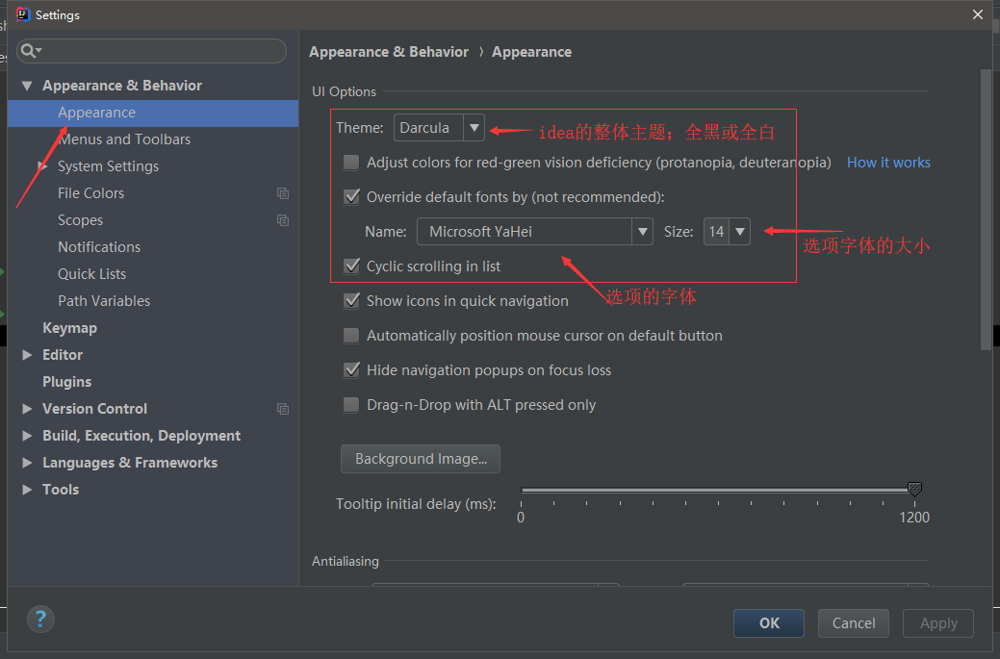 Settings
Appearance & Behavior › Appearance
Appearance & Behavior
Appearance
Menus and Toolbars
System Settings
File Colors
Scopes
Notifications
Quick Lists
Path Variables
Keymap
Editor
Plugins
Version Control
Build, Execution, Deployment
Languages & Frameworks
Tools
UI Options
Theme: Darcula idea的整体主题；全黑或全白
Adjust colors for red-green vision deficiency (protanopia, deuteranopia) How it works
Override default fonts by (not recommended):
Name: Microsoft YaHei Size: 14
选项字体的大小
Cyclic scrolling in list
选项的字体
Show icons in quick navigation
Automatically position mouse cursor on default button
Hide navigation popups on focus loss
Drag-n-Drop with ALT pressed only
Background Image...
Tooltip initial delay (ms):
0 1200
Antialiasing
? OK Cancel Apply